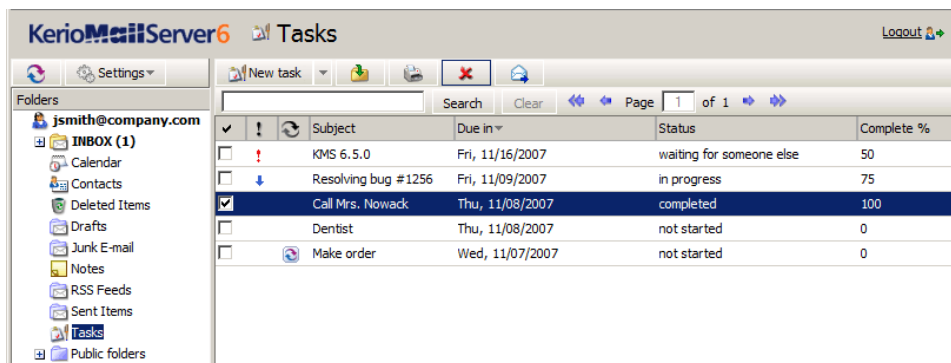 KerioMailServer6 Tasks Logout
Settings New task
Folders Search Clear Page 1 of 1
jsmith@company.com
INBOX (1)
Calendar
Contacts
Deleted Items
Drafts
Junk E-mail
Notes
RSS Feeds
Sent Items
Tasks
Public folders
! Subject Due in Status Complete %
! KMS 6.5.0 Fri, 11/16/2007 waiting for someone else 50
Resolving bug #1256 Fri, 11/09/2007 in progress 75
Call Mrs. Nowack Thu, 11/08/2007 completed 100
Dentist Thu, 11/08/2007 not started 0
Make order Wed, 11/07/2007 not started 0